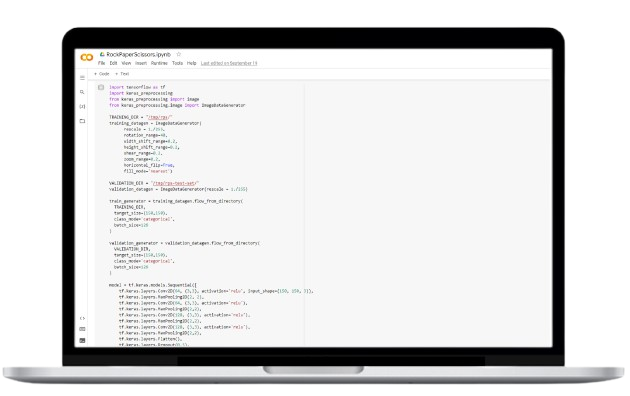 RockPaperScissors.ipynb
File Edit View Insert Runtime Tools Help Last edited on September 19
+ Code + Text
import tensorflow as tf
import keras_preprocessing
from keras_preprocessing import image
from keras_preprocessing.image import ImageDataGenerator
TRAINING_DIR = "/tmp/rps/"
training_datagen = ImageDataGenerator(
rescale = 1./255,
rotation_range=40,
width_shift_range=0.2,
height_shift_range=0.2,
shear_range=0.2,
zoom_range=0.2,
horizontal_flip=True,
fill_mode='nearest')
VALIDATION_DIR = "/tmp/rps-test-set/"
validation_datagen = ImageDataGenerator(rescale = 1./255)
train_generator = training_datagen.flow_from_directory(
TRAINING_DIR,
target_size=(150,150),
class_mode='categorical',
batch_size=126
)
validation_generator = validation_datagen.flow_from_directory(
VALIDATION_DIR,
target_size=(150,150),
class_mode='categorical',
batch_size=126
)
model = tf.keras.models.Sequential([
tf.keras.layers.Conv2D(64, (3,3), activation='relu', input_shape=(150, 150, 3)),
tf.keras.layers.MaxPooling2D(2, 2),
tf.keras.layers.Conv2D(64, (3,3), activation='relu'),
tf.keras.layers.MaxPooling2D(2,2),
tf.keras.layers.Conv2D(128, (3,3), activation='relu'),
tf.keras.layers.MaxPooling2D(2,2),
tf.keras.layers.Conv2D(128, (3,3), activation='relu'),
tf.keras.layers.MaxPooling2D(2,2),
tf.keras.layers.Flatten(),
tf.keras.layers.Dropout(0.5),